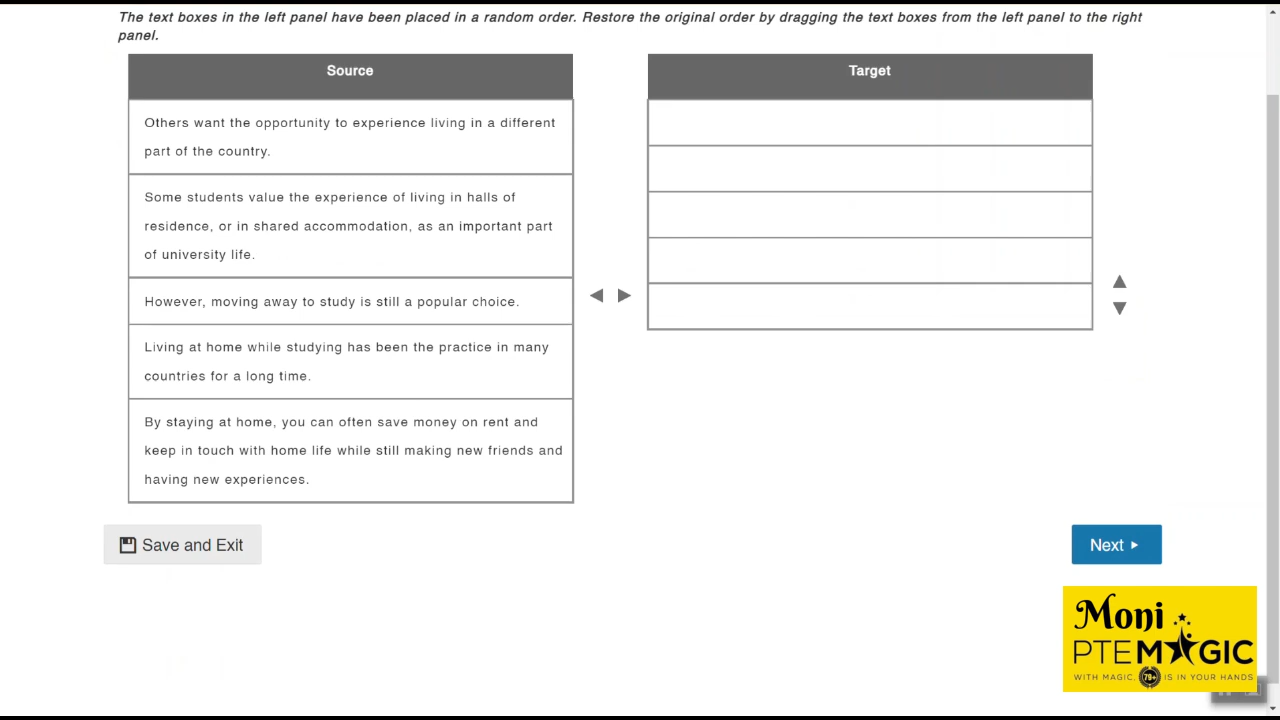 The text boxes in the left panel have been placed in a random order. Restore the original order by dragging the text boxes from the left panel to the right
panel.
Source
Others want the opportunity to experience living in a different
part of the country.
Some students value the experience of living in halls of
residence, or in shared accommodation, as an important part
of university life.
However, moving away to study is still a popular choice.
Living at home while studying has been the practice in many
countries for a long time.
By staying at home, you can often save money on rent and
keep in touch with home life while still making new friends and
having new experiences.
Target
Save and Exit
Next
Moni
PTEMAGIC
WITH MAGIC, 79+ IS IN YOUR HANDS